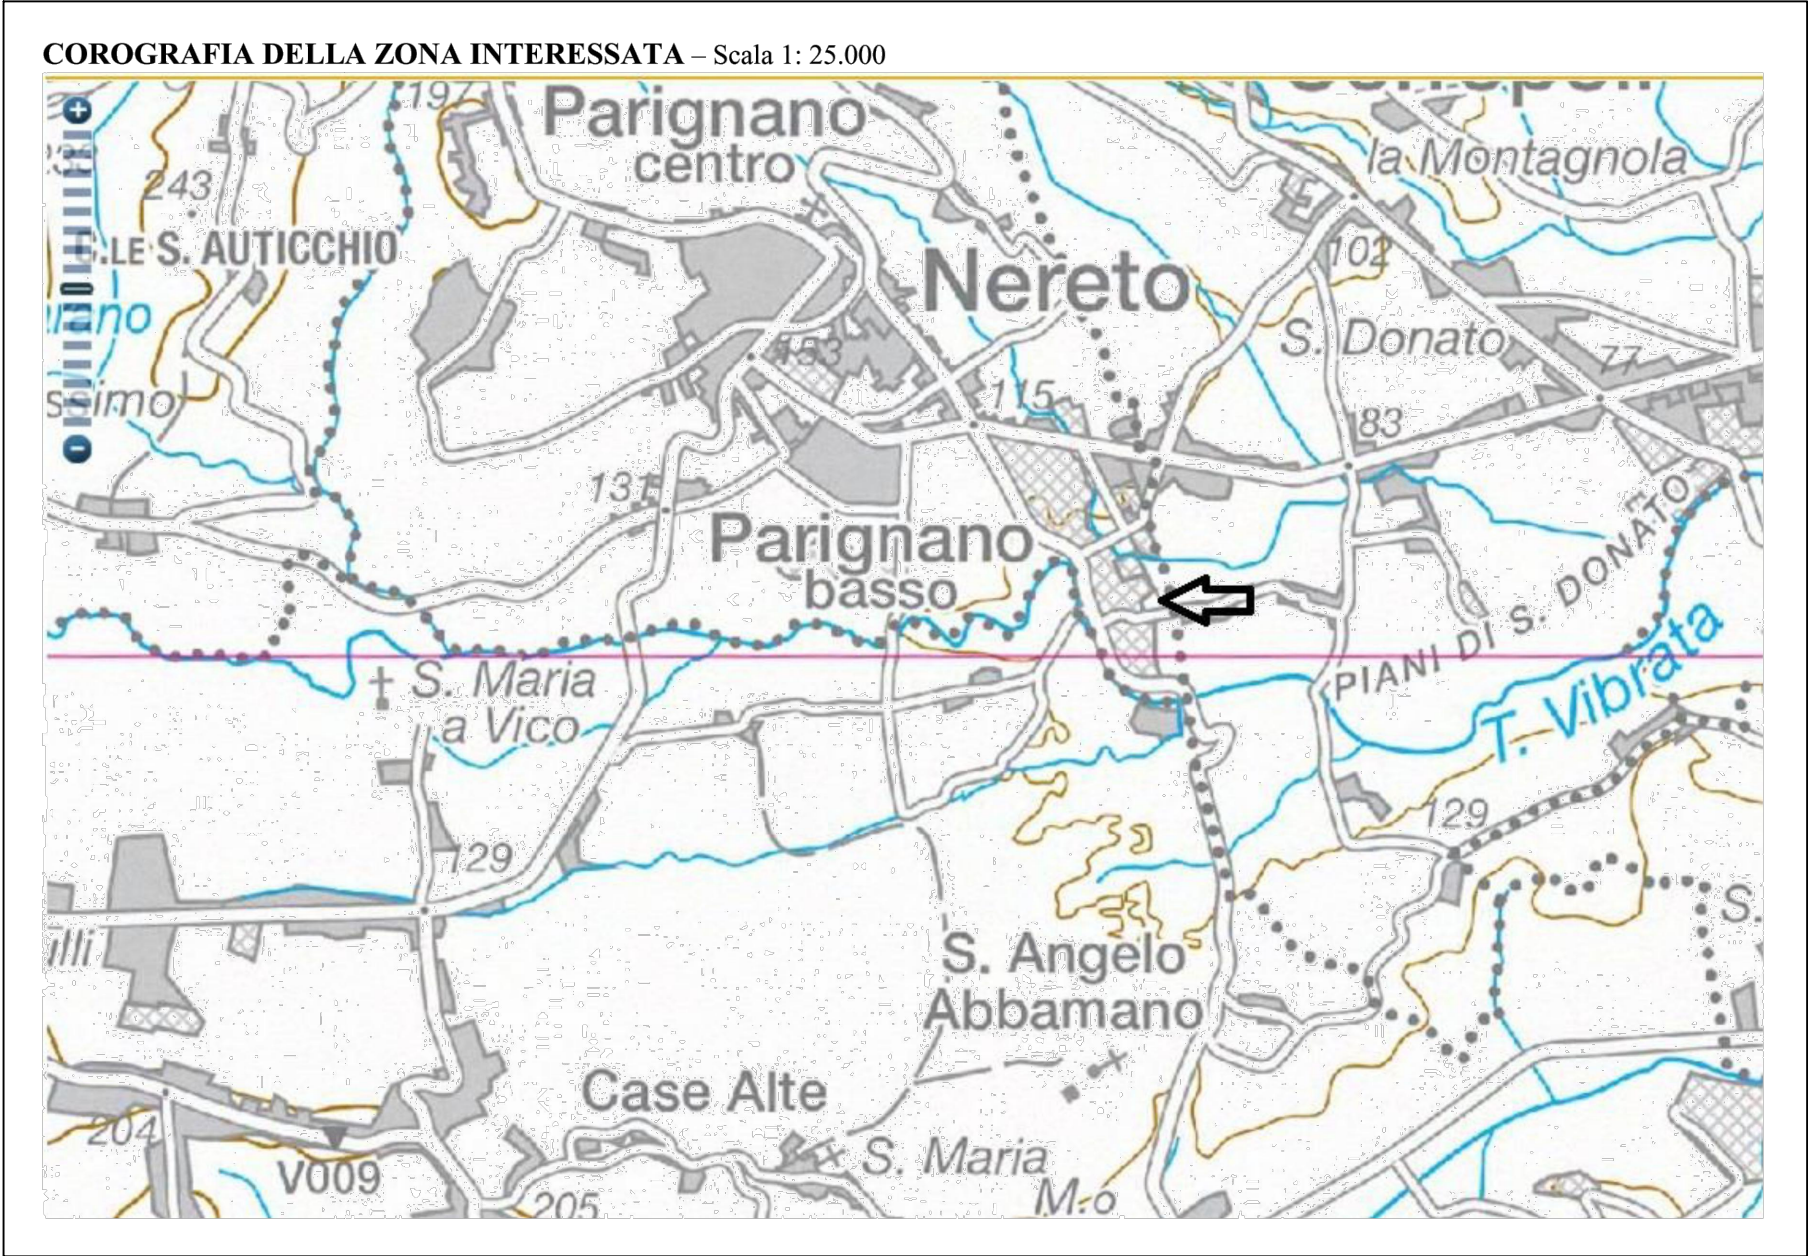 COROGRAFIA DELLA ZONA INTERESSATA – Scala 1: 25.000
197
Parignano
centro
la Montagnola
243
C.LE S. AUTICCHIO
102
Nereto
S. Donato
153
77
115
83
131
Parignano
basso
PIANI DI S. DONATO
T. Vibrata
S. Maria
a Vico
129
129
S.
S. Angelo
Abbamano
Case Alte
204
V009
S. Maria
M.o
205